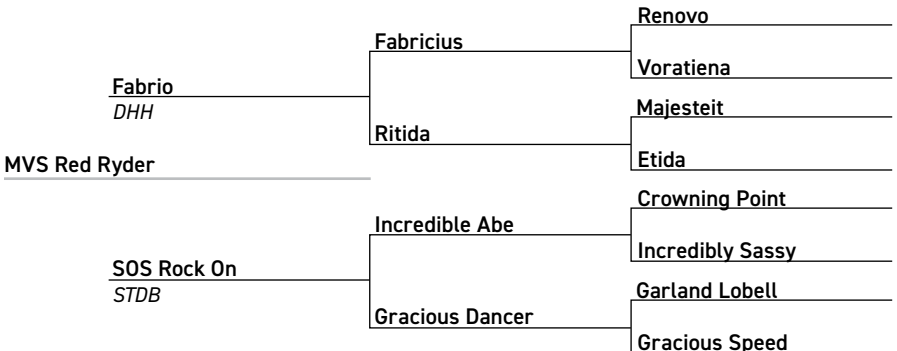 Renovo
Fabricius
Voratiena
Fabrio
DHH
Majesteit
Ritida
Etida
MVS Red Ryder
Crowning Point
Incredible Abe
Incredibly Sassy
SOS Rock On
STDB
Garland Lobell
Gracious Dancer
Gracious Speed